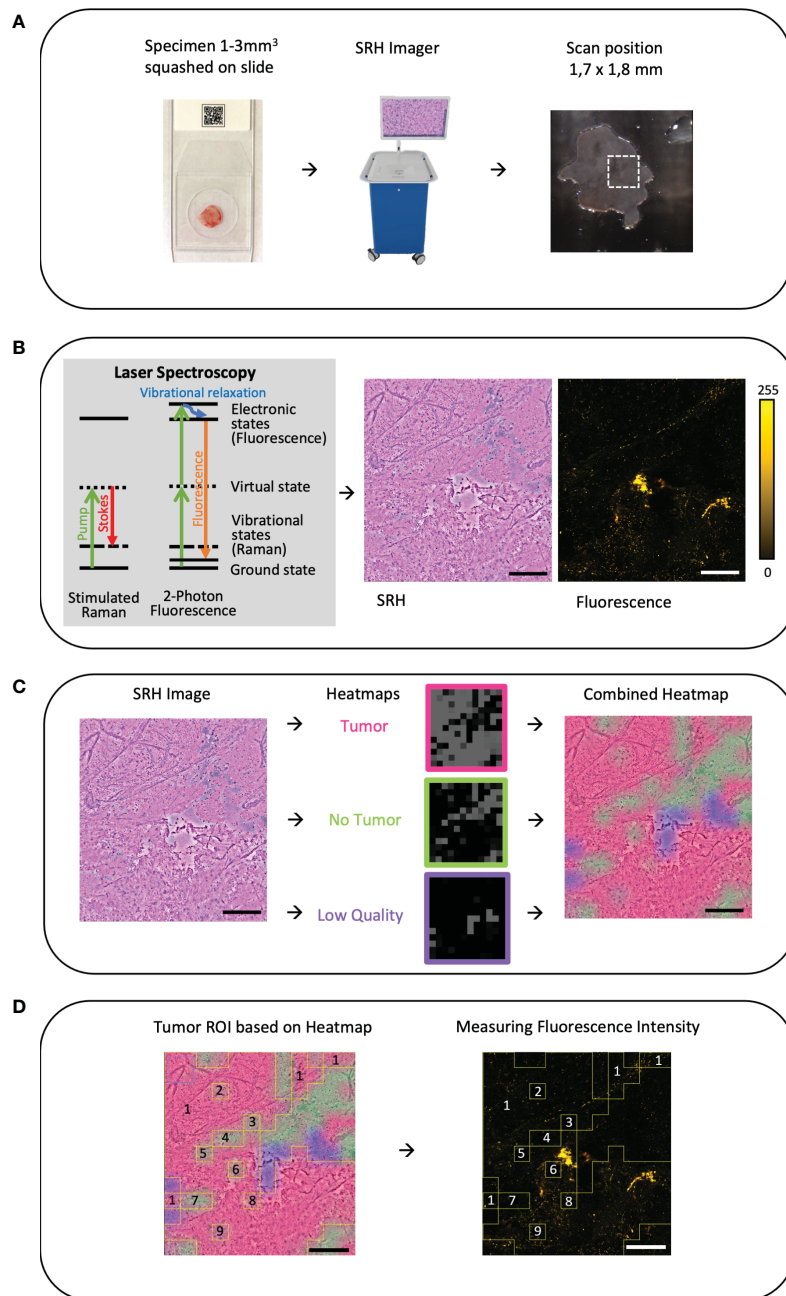 A
Specimen 1-3mm³
squashed on slide
SRH Imager
Scan position
1,7 x 1,8 mm
→
→
B
Laser Spectroscopy
Vibrational relaxation
Electronic
states
(Fluorescence)
Virtual state
Vibrational
states
(Raman)
Ground state
Pump
Stokes
Fluorescence
Stimulated
Raman
2-Photon
Fluorescence
→
SRH
Fluorescence
255
0
C
SRH Image
Heatmaps
Combined Heatmap
→ Tumor →
→ No Tumor →
→ Low Quality →
D
Tumor ROI based on Heatmap
Measuring Fluorescence Intensity
1
1
2
1
3
4
5
6
1
7
8
9
→
1
1
2
1
3
4
5
6
1
7
8
9